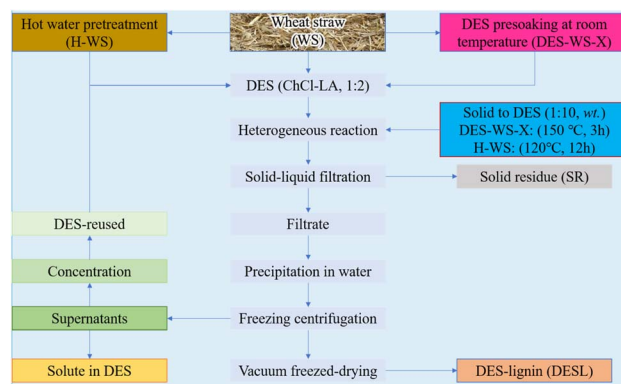 Hot water pretreatment
(H-WS)
Wheat straw
(WS)
DES presoaking at room
temperature (DES-WS-X)
DES (ChCl-LA, 1:2)
Heterogeneous reaction
Solid to DES (1:10, wt.)
DES-WS-X: (150 ℃, 3h)
H-WS: (120℃, 12h)
Solid-liquid filtration
Solid residue (SR)
DES-reused
Filtrate
Concentration
Precipitation in water
Supernatants
Freezing centrifugation
Solute in DES
Vacuum freezed-drying
DES-lignin (DESL)